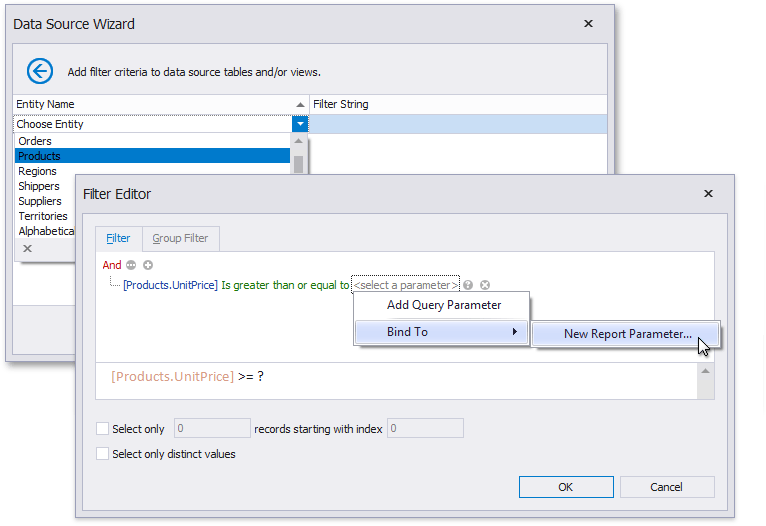 Data Source Wizard
Add filter criteria to data source tables and/or views.
Entity Name Filter String
Choose Entity
Orders
Products
Regions
Shippers
Suppliers
Territories
Alphabetical
Filter Editor
Filter Group Filter
And
[Products.UnitPrice] Is greater than or equal to <select a parameter>
Add Query Parameter
Bind To New Report Parameter...
[Products.UnitPrice] >= ?
Select only 0 records starting with index 0
Select only distinct values
OK Cancel